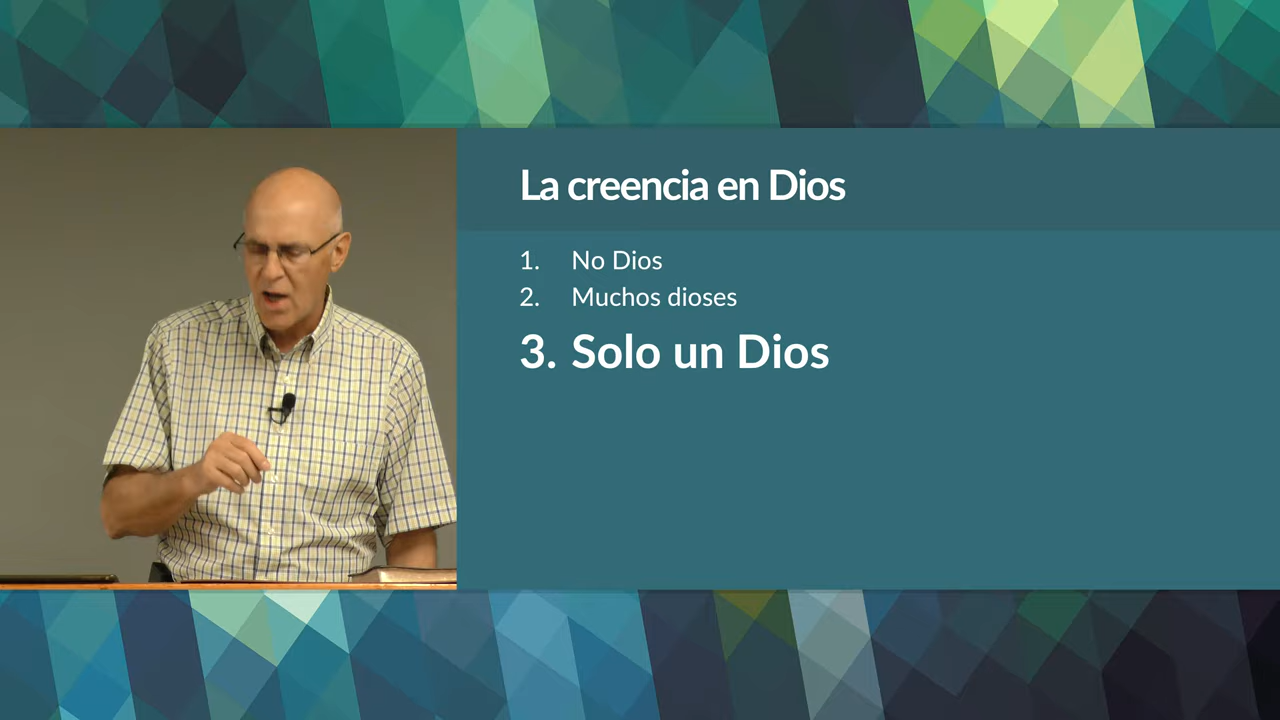 La creencia en Dios
1. No Dios
2. Muchos dioses
3. Solo un Dios